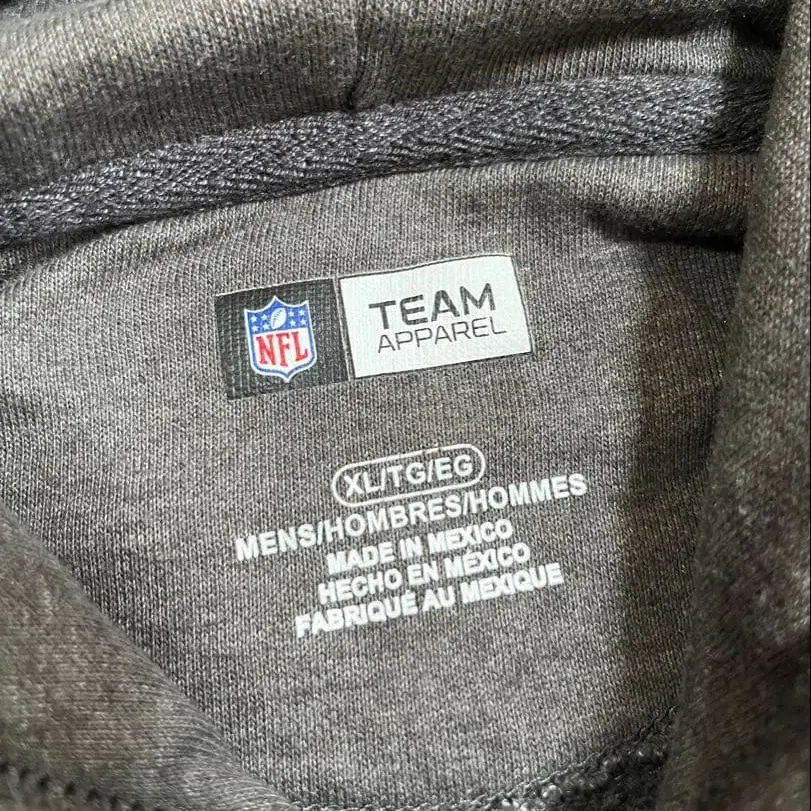 NFL
TEAM
APPAREL
XL/TG/EG
MENS/HOMBRES/HOMMES
MADE IN MEXICO
HECHO EN MÉXICO
FABRIQUÉ AU MEXIQUE